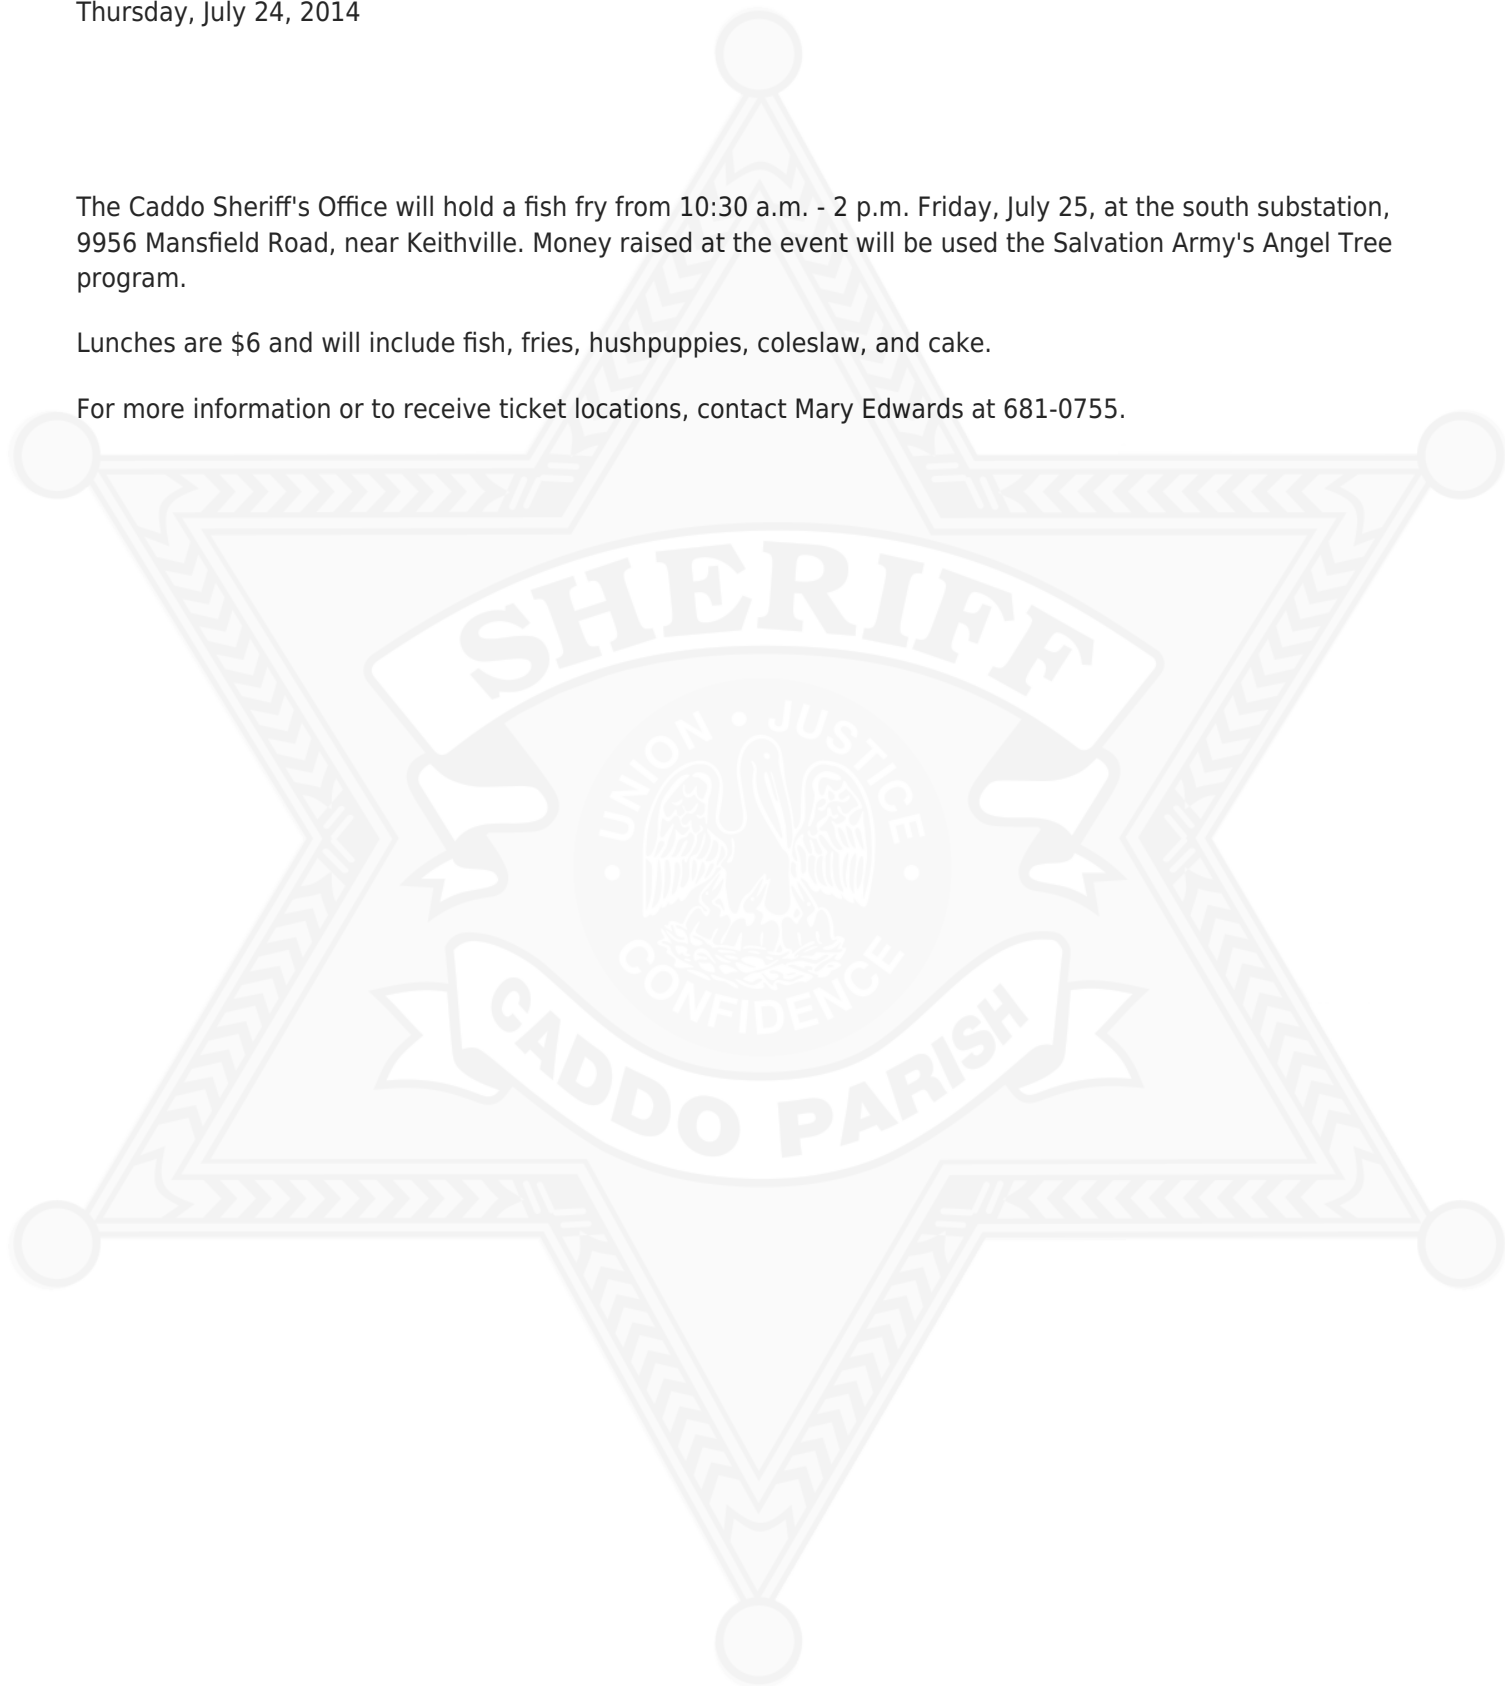 Thursday, July 24, 2014
The Caddo Sheriff's Office will hold a fish fry from 10:30 a.m. - 2 p.m. Friday, July 25, at the south substation,
9956 Mansfield Road, near Keithville. Money raised at the event will be used the Salvation Army's Angel Tree
program.
Lunches are $6 and will include fish, fries, hushpuppies, coleslaw, and cake.
For more information or to receive ticket locations, contact Mary Edwards at 681-0755.
SHERIFF
UNION • JUSTICE
• CONFIDENCE •
CADDO PARISH